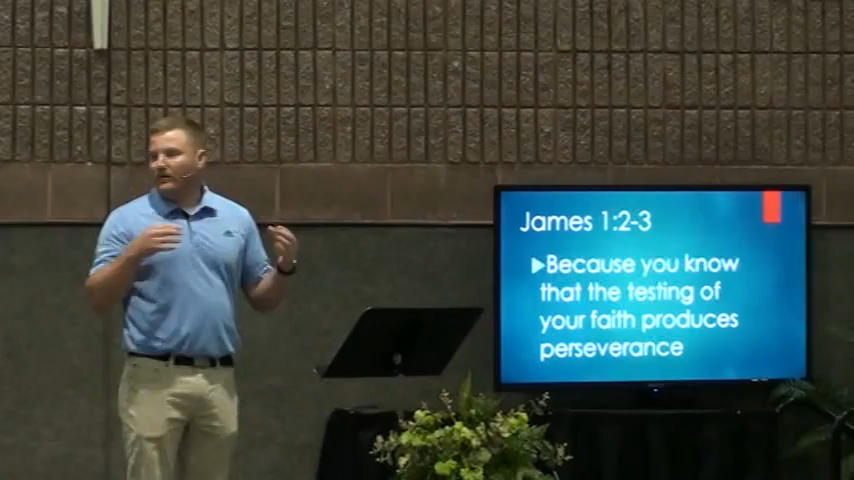 James 1:2-3
Because you know
that the testing of
your faith produces
perseverance